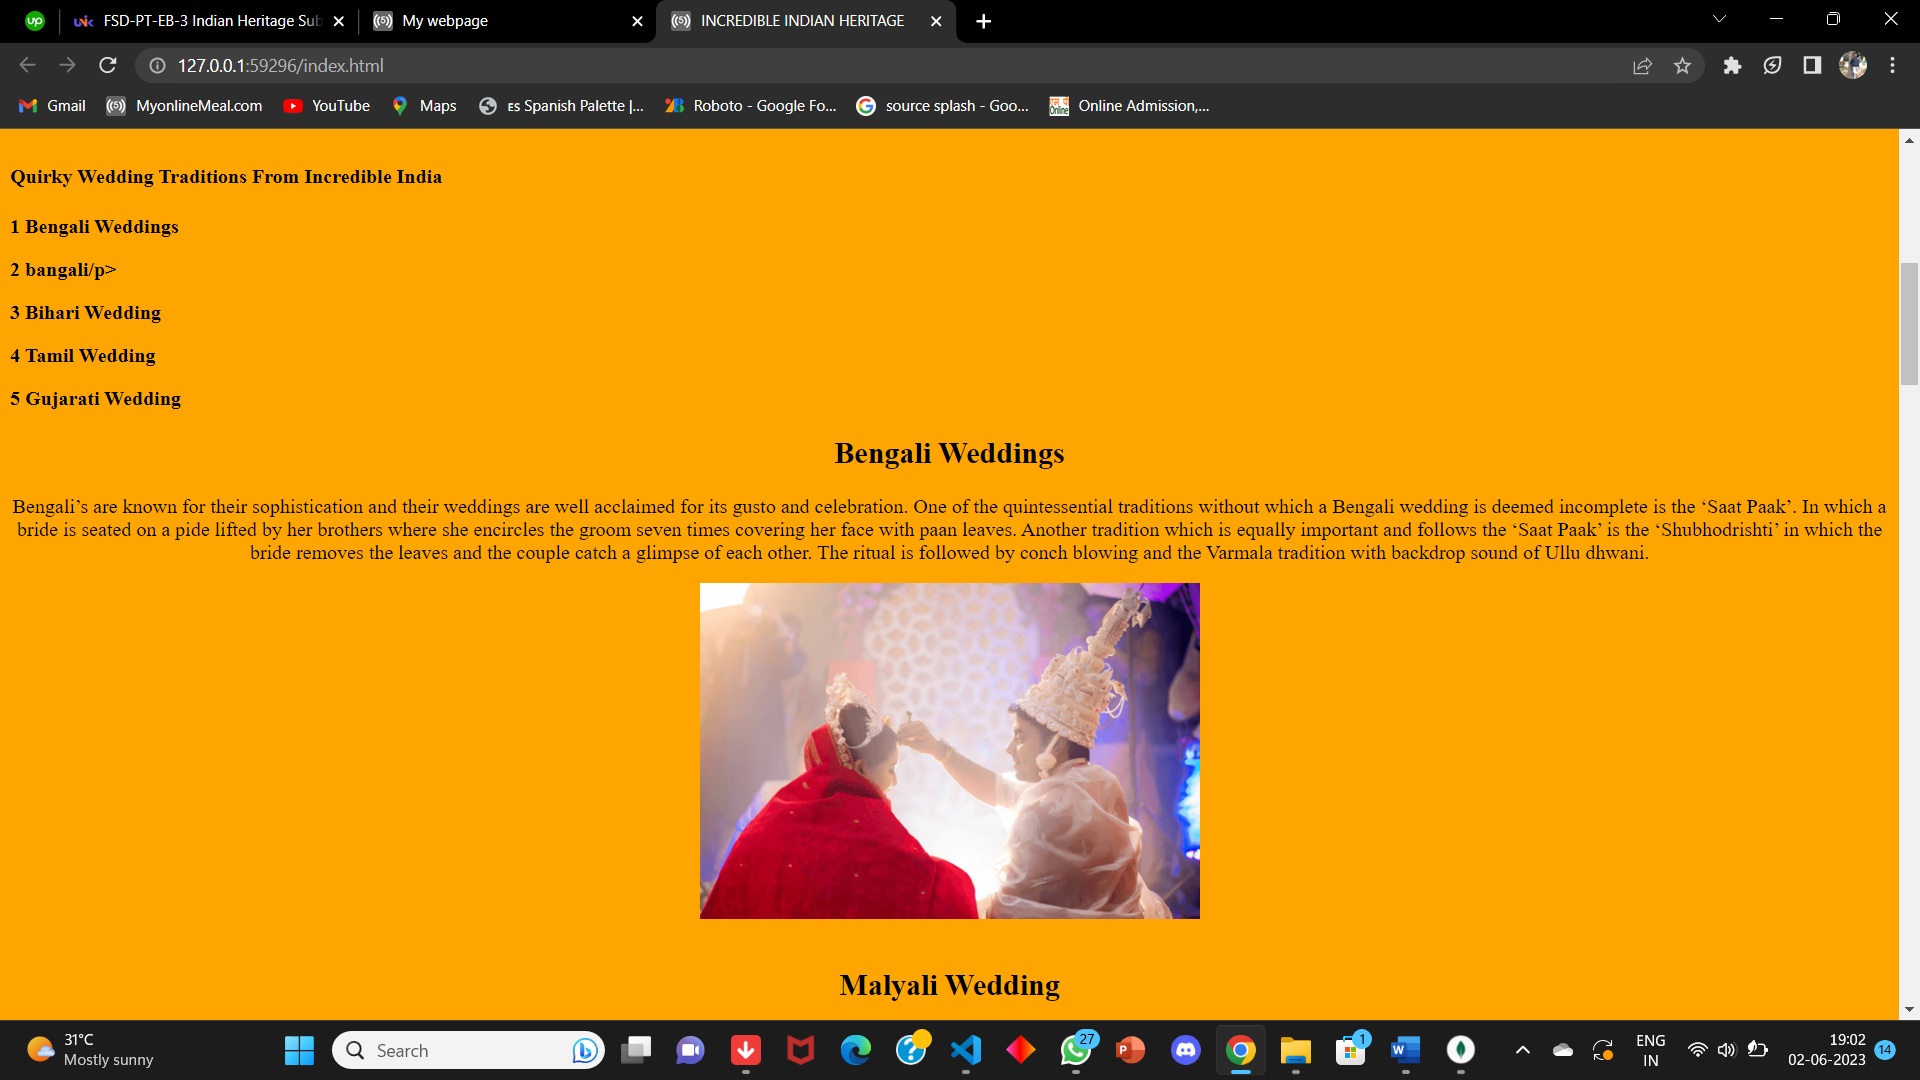 FSD-PT-EB-3 Indian Heritage Sub
My webpage
INCREDIBLE INDIAN HERITAGE
127.0.0.1:59296/index.html
Gmail
MyonlineMeal.com
YouTube
Maps
ES Spanish Palette |...
Roboto - Google Fo...
source splash - Goo...
Online Admission,...
Quirky Wedding Traditions From Incredible India
1 Bengali Weddings
2 bangali/p>
3 Bihari Wedding
4 Tamil Wedding
5 Gujarati Wedding
Bengali Weddings
Bengali’s are known for their sophistication and their weddings are well acclaimed for its gusto and celebration. One of the quintessential traditions without which a Bengali wedding is deemed incomplete is the ‘Saat Paak’. In which a
bride is seated on a pide lifted by her brothers where she encircles the groom seven times covering her face with paan leaves. Another tradition which is equally important and follows the ‘Saat Paak’ is the ‘Shubhodrishti’ in which the
bride removes the leaves and the couple catch a glimpse of each other. The ritual is followed by conch blowing and the Varmala tradition with backdrop sound of Ullu dhwani.
Malyali Wedding
31°C
Mostly sunny
Search
27
1
ENG
IN
19:02
02-06-2023
14